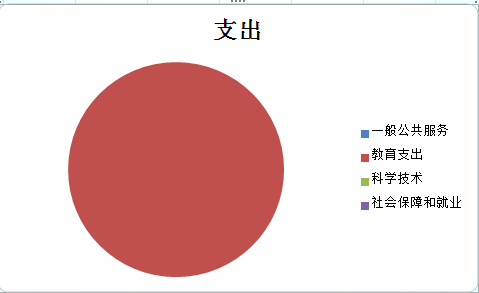 支出
一般公共服务
教育支出
科学技术
社会保障和就业